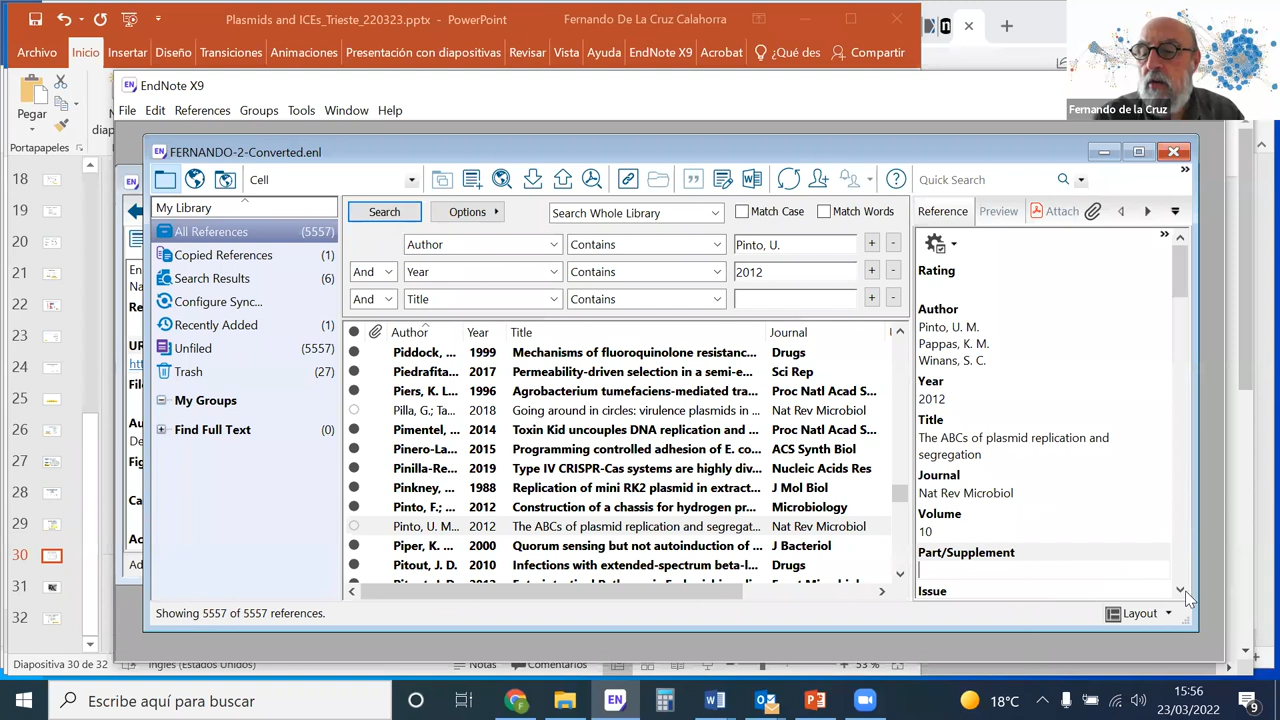 Plasmids and ICEs_Trieste_220323.pptx - PowerPoint
Fernando De La Cruz Calahorra
Archivo Inicio Insertar Diseño Transiciones Animaciones Presentación con diapositivas Revisar Vista Ayuda EndNote X9 Acrobat ¿Qué des Compartir
Fernando de la Cruz
Pegar
Portapapeles
EndNote X9
File Edit References Groups Tools Window Help
FERNANDO-2-Converted.enl
Cell
Quick Search
My Library
All References (5557)
Copied References (1)
Search Results (6)
Configure Sync...
Recently Added (1)
Unfiled (5557)
Trash (27)
My Groups
Find Full Text (0)
Search Options Search Whole Library Match Case Match Words
Author Contains Pinto, U.
And Year Contains 2012
And Title Contains
Author Year Title Journal
Piddock, ... 1999 Mechanisms of fluoroquinolone resistanc... Drugs
Piedrafita... 2017 Permeability-driven selection in a semi-e... Sci Rep
Piers, K. L... 1996 Agrobacterium tumefaciens-mediated tra... Proc Natl Acad S...
Pilla, G.; Ta... 2018 Going around in circles: virulence plasmids in ... Nat Rev Microbiol
Pimentel, ... 2014 Toxin Kid uncouples DNA replication and ... Proc Natl Acad S...
Pinero-La... 2015 Programming controlled adhesion of E. co... ACS Synth Biol
Pinilla-Re... 2019 Type IV CRISPR-Cas systems are highly div... Nucleic Acids Res
Pinkney, ... 1988 Replication of mini RK2 plasmid in extract... J Mol Biol
Pinto, F.; ... 2012 Construction of a chassis for hydrogen pr... Microbiology
Pinto, U. M... 2012 The ABCs of plasmid replication and segregat... Nat Rev Microbiol
Piper, K. ... 2000 Quorum sensing but not autoinduction of ... J Bacteriol
Pitout, J. D. 2010 Infections with extended-spectrum beta-l... Drugs
Reference Preview Attach
Rating
Author
Pinto, U. M.
Pappas, K. M.
Winans, S. C.
Year
2012
Title
The ABCs of plasmid replication and
segregation
Journal
Nat Rev Microbiol
Volume
10
Part/Supplement
Issue
Showing 5557 of 5557 references.
Layout
18
19
20
21
22
23
24
25
26
27
28
29
30
31
32
Diapositiva 30 de 32 Inglés (Estados Unidos) Notas Comentarios 53 %
Escribe aquí para buscar
18°C
15:56
23/03/2022
9